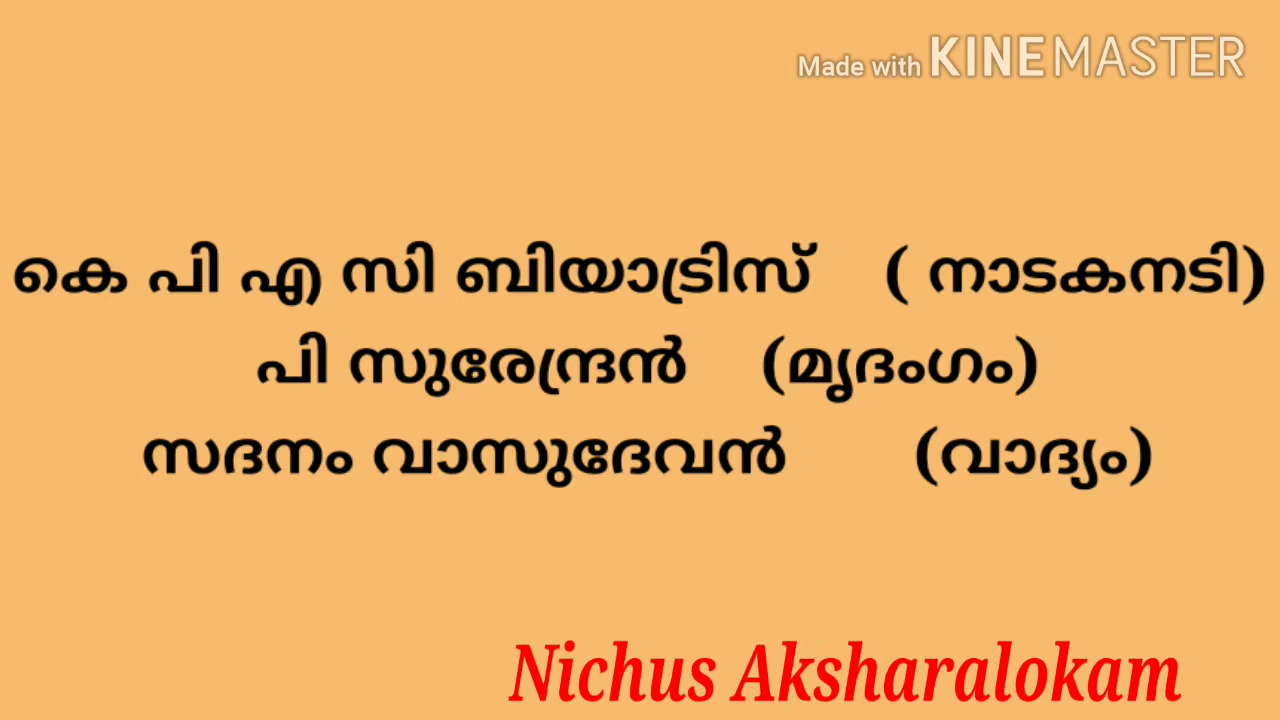 Made with KINEMASTER
കെ പി എ സി ബിയാട്രിസ് ( നാടകനടി)
പി സുരേന്ദ്രൻ (മൃദംഗം)
സദനം വാസുദേവൻ (വാദ്യം)
Nichus Aksharalokam